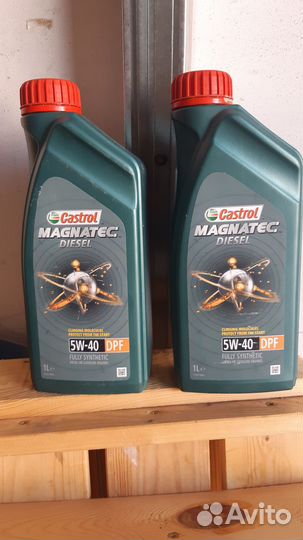 Castrol
MAGNATEC
DIESEL
CLINGING MOLECULES
PROTECT FROM THE START
5W-40 DPF
FULLY SYNTHETIC
1L
Castrol
MAGNATEC
DIESEL
CLINGING MOLECULES
PROTECT FROM THE START
5W-40 DPF
FULLY SYNTHETIC
1L
Avito